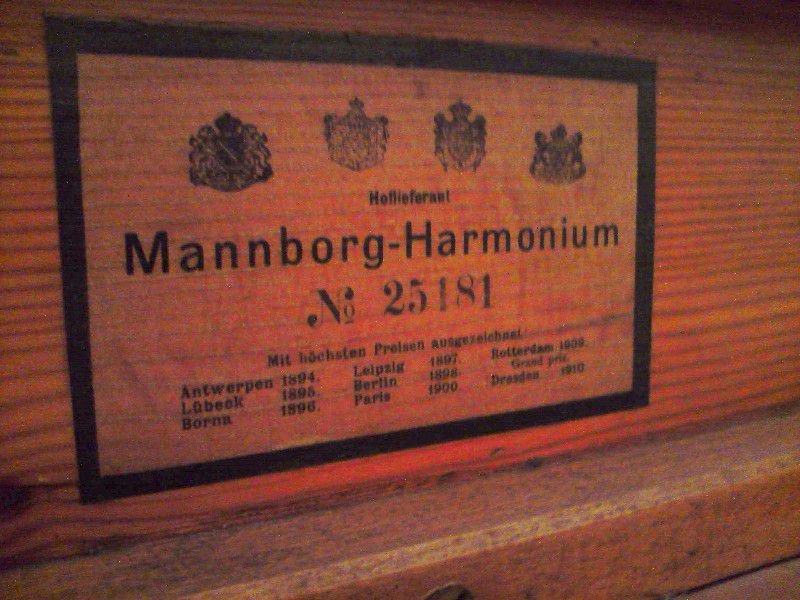 Hoflieferant
Mannborg-Harmonium
No 25181
Mit höchsten Preisen ausgezeichnet
Antwerpen 1894. Leipzig 1897. Rotterdam 1909.
Lübeck 1895. Berlin 1898. Grand prix.
Borna 1896. Paris 1900. Dresden 1910